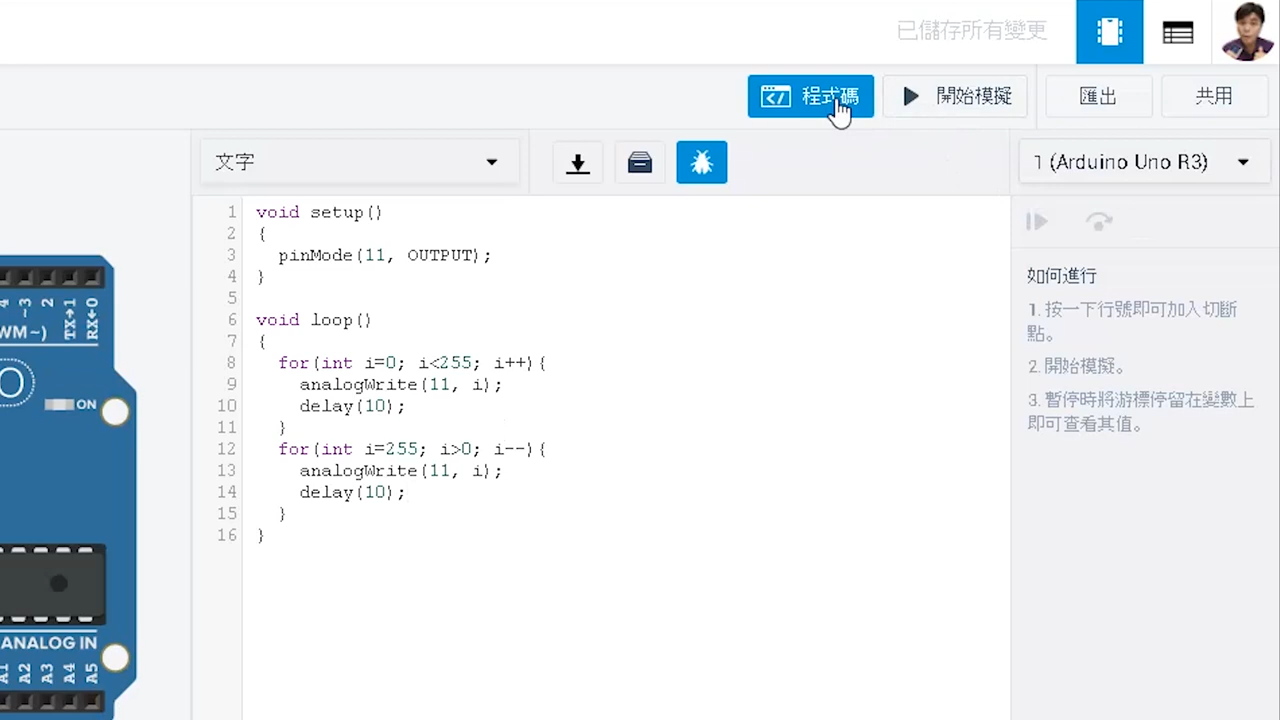 已儲存所有變更
程式碼
開始模擬
匯出
共用
文字
1 (Arduino Uno R3)
1 void setup()
2 {
3 pinMode(11, OUTPUT);
4 }
5
6 void loop()
7 {
8 for(int i=0; i<255; i++){
9 analogWrite(11, i);
10 delay(10);
11 }
12 for(int i=255; i>0; i--){
13 analogWrite(11, i);
14 delay(10);
15 }
16 }
如何進行
1. 按一下行號即可加入切斷
點。
2. 開始模擬。
3. 暫停時將游標停留在變數上
即可查看其值。
4
~3
2
TX→1
RX←0
WM~)
ON
ANALOG IN
A1
A2
A3
A4
A5